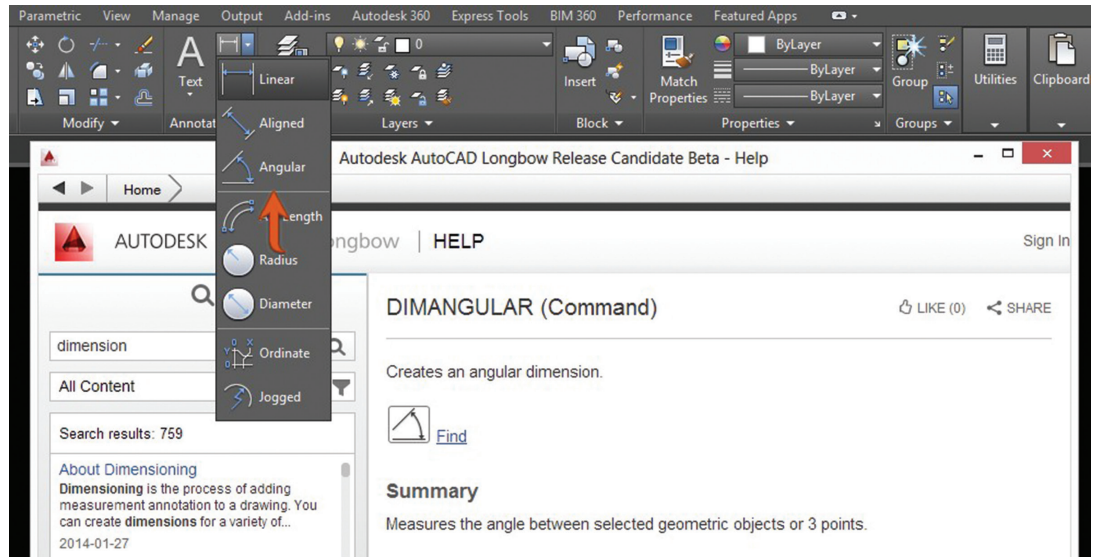 Parametric View Manage Output Add-ins Autodesk 360 Express Tools BIM 360 Performance Featured Apps
0
ByLayer
Text
Linear
Insert
Match
Properties
ByLayer
Group
Utilities
Clipboard
ByLayer
Modify
Annotat
Aligned
Layers
Block
Properties
Groups
Angular
Autodesk AutoCAD Longbow Release Candidate Beta - Help
Home
Length
AUTODESK
ngbow | HELP
Sign In
Radius
Diameter
DIMANGULAR (Command)
LIKE (0) SHARE
dimension
Y 0 X
0
Ordinate
Creates an angular dimension.
All Content
Jogged
Find
Search results: 759
About Dimensioning
Dimensioning is the process of adding
measurement annotation to a drawing. You
can create dimensions for a variety of...
2014-01-27
Summary
Measures the angle between selected geometric objects or 3 points.